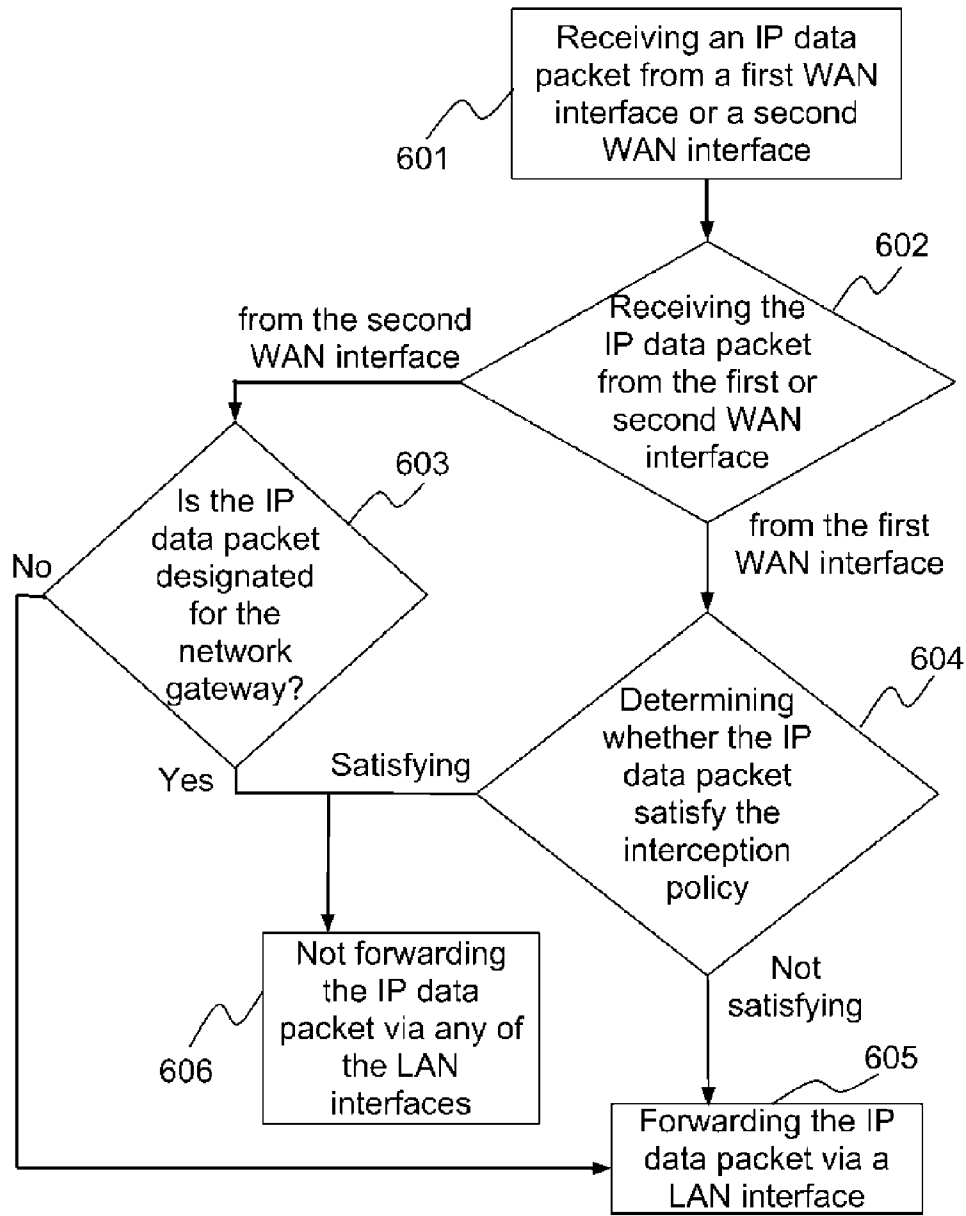 Receiving an IP data
packet from a first WAN
interface or a second
WAN interface
601
602
Receiving the
IP data packet
from the first or
second WAN
interface
from the second
WAN interface
603
Is the IP
data packet
designated
for the
network
gateway?
No
Yes
from the first
WAN interface
604
Determining
whether the IP
data packet
satisfy the
interception
policy
Satisfying
Not
satisfying
Not forwarding
the IP data
packet via any of
the LAN
interfaces
606
605
Forwarding the IP
data packet via a
LAN interface